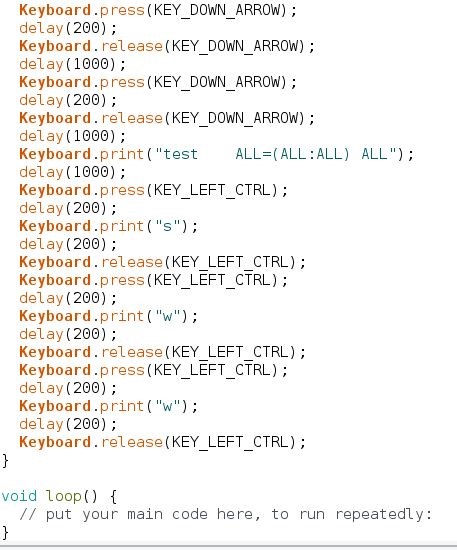 Keyboard.press(KEY_DOWN_ARROW);
delay(200);
Keyboard.release(KEY_DOWN_ARROW);
delay(1000);
Keyboard.press(KEY_DOWN_ARROW);
delay(200);
Keyboard.release(KEY_DOWN_ARROW);
delay(1000);
Keyboard.print("test    ALL=(ALL:ALL) ALL");
delay(1000);
Keyboard.press(KEY_LEFT_CTRL);
delay(200);
Keyboard.print("s");
delay(200);
Keyboard.release(KEY_LEFT_CTRL);
Keyboard.press(KEY_LEFT_CTRL);
delay(200);
Keyboard.print("w");
delay(200);
Keyboard.release(KEY_LEFT_CTRL);
Keyboard.press(KEY_LEFT_CTRL);
delay(200);
Keyboard.print("w");
delay(200);
Keyboard.release(KEY_LEFT_CTRL);
}
void loop() {
// put your main code here, to run repeatedly:
}